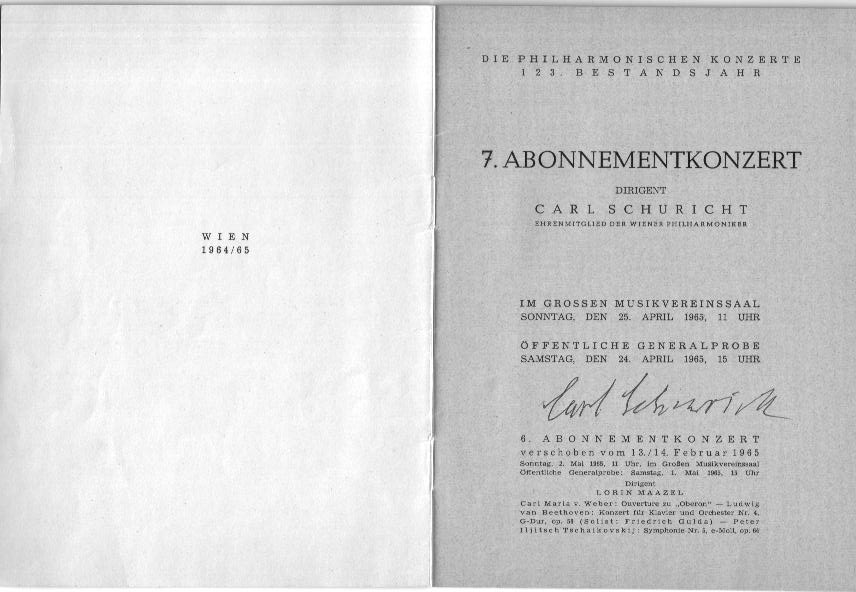 WIEN
1964/65
DIE PHILHARMONISCHEN KONZERTE
123. BESTANDSJAHR
7. ABONNEMENTKONZERT
DIRIGENT
CARL SCHURICHT
EHRENMITGLIED DER WIENER PHILHARMONIKER
IM GROSSEN MUSIKVEREINSSAAL
SONNTAG, DEN 25. APRIL 1965, 11 UHR
ÖFFENTLICHE GENERALPROBE
SAMSTAG, DEN 24. APRIL 1965, 15 UHR
Carl Schuricht
6. ABONNEMENTKONZERT
verschoben vom 13./14. Februar 1965
Sonntag, 2. Mai 1965, 11 Uhr, im Großen Musikvereinssaal
Öffentliche Generalprobe: Samstag, 1. Mai 1965, 15 Uhr
Dirigent
LORIN MAAZEL
Carl Maria v. Weber: Ouverture zu „Oberon“ — Ludwig
van Beethoven: Konzert für Klavier und Orchester Nr. 4,
G-Dur, op. 58 (Solist: Friedrich Gulda) — Peter
Iljitsch Tschaikovskij: Symphonie Nr. 5, e-Moll, op. 64